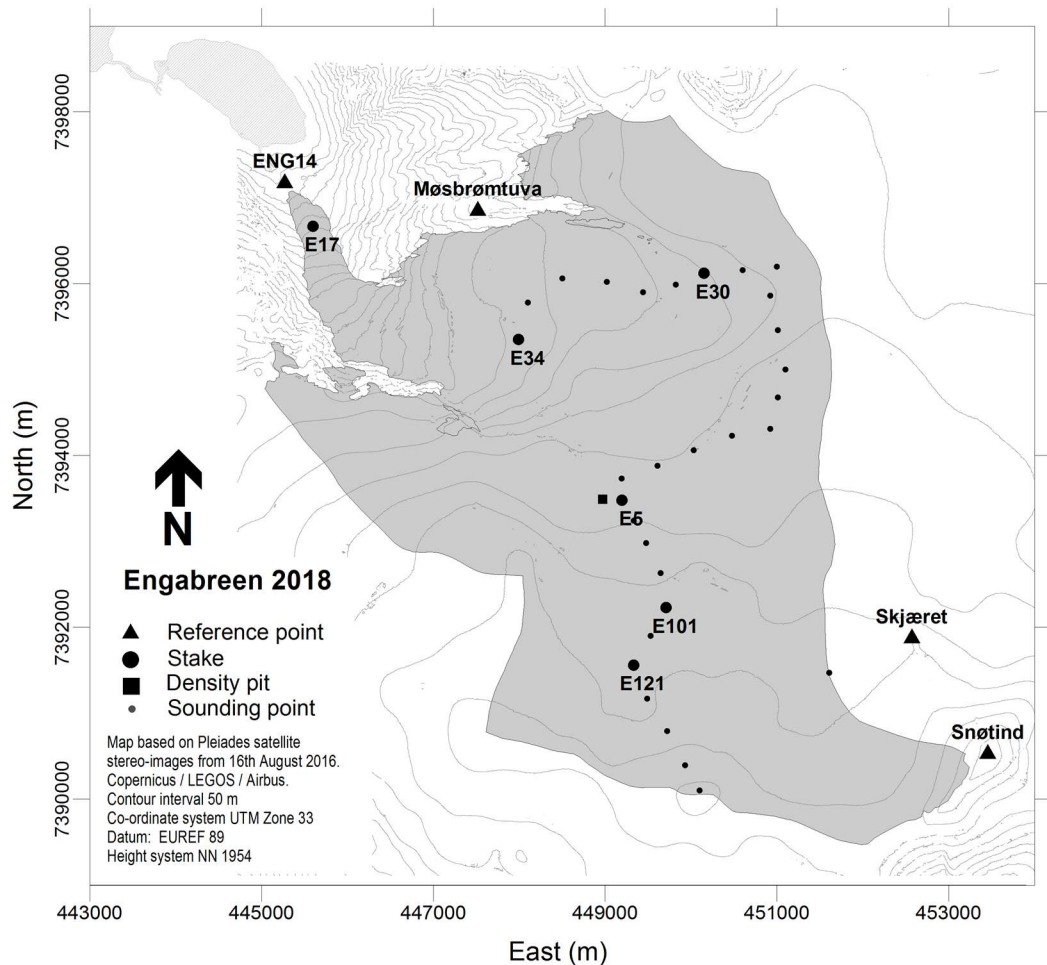 7398000
7396000
7394000
7392000
7390000
North (m)
ENG14
Møsbrømtuva
E17
E30
E34
E5
E101
E121
Skjæret
Snøtind
N
Engabreen 2018
Reference point
Stake
Density pit
Sounding point
Map based on Pleiades satellite
stereo-images from 16th August 2016.
Copernicus / LEGOS / Airbus.
Contour interval 50 m
Co-ordinate system UTM Zone 33
Datum: EUREF 89
Height system NN 1954
443000
445000
447000
449000
451000
453000
East (m)